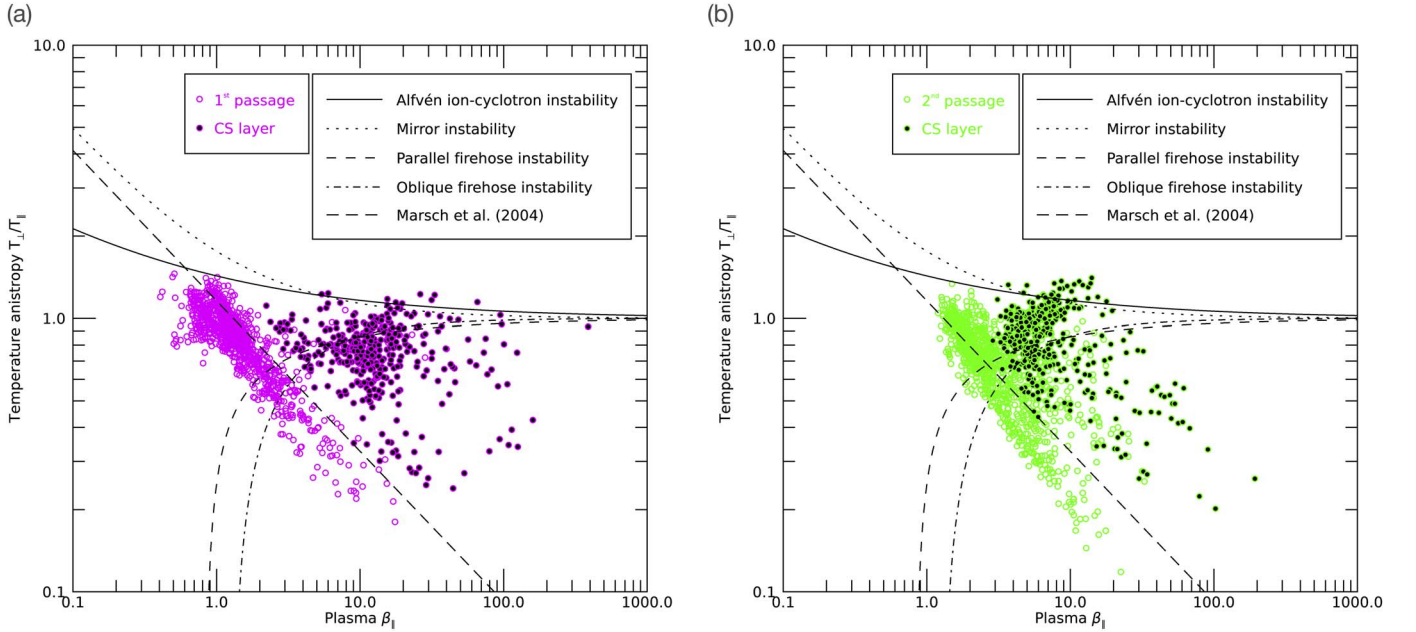 (a)
10.0
1.0
0.1
Temperature anistropy T⊥/T∥
1st passage
CS layer
Alfvén ion-cyclotron instability
Mirror instability
Parallel firehose instability
Oblique firehose instability
Marsch et al. (2004)
0.1 1.0 10.0 100.0 1000.0
Plasma β∥
(b)
10.0
1.0
0.1
Temperature anistropy T⊥/T∥
2nd passage
CS layer
Alfvén ion-cyclotron instability
Mirror instability
Parallel firehose instability
Oblique firehose instability
Marsch et al. (2004)
0.1 1.0 10.0 100.0 1000.0
Plasma β∥